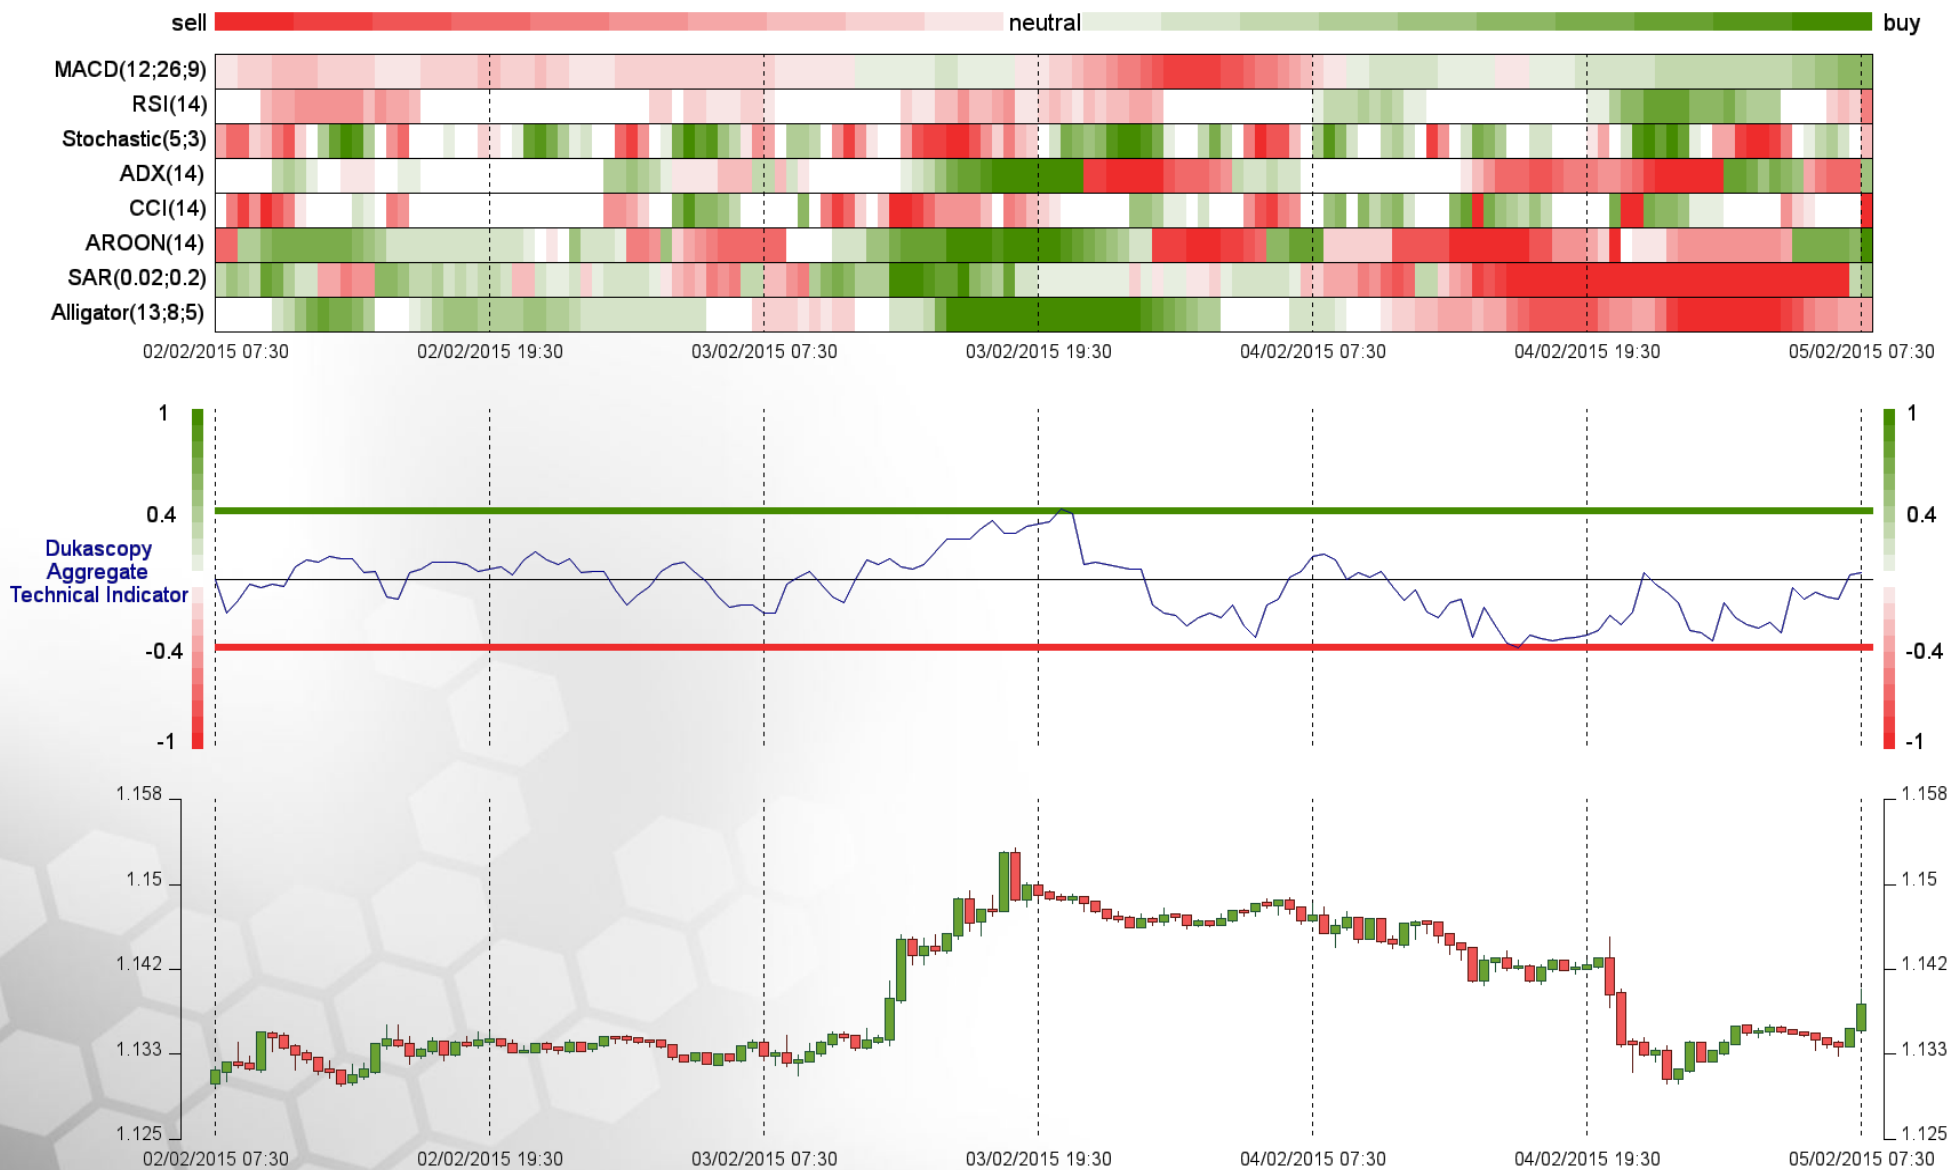 sell neutral buy
MACD(12;26;9)
RSI(14)
Stochastic(5;3)
ADX(14)
CCI(14)
AROON(14)
SAR(0.02;0.2)
Alligator(13;8;5)
02/02/2015 07:30 02/02/2015 19:30 03/02/2015 07:30 03/02/2015 19:30 04/02/2015 07:30 04/02/2015 19:30 05/02/2015 07:30
1 1
0.4 0.4
Dukascopy
Aggregate
Technical Indicator
-0.4 -0.4
-1 -1
1.158 1.158
1.15 1.15
1.142 1.142
1.133 1.133
1.125 1.125
02/02/2015 07:30 02/02/2015 19:30 03/02/2015 07:30 03/02/2015 19:30 04/02/2015 07:30 04/02/2015 19:30 05/02/2015 07:30